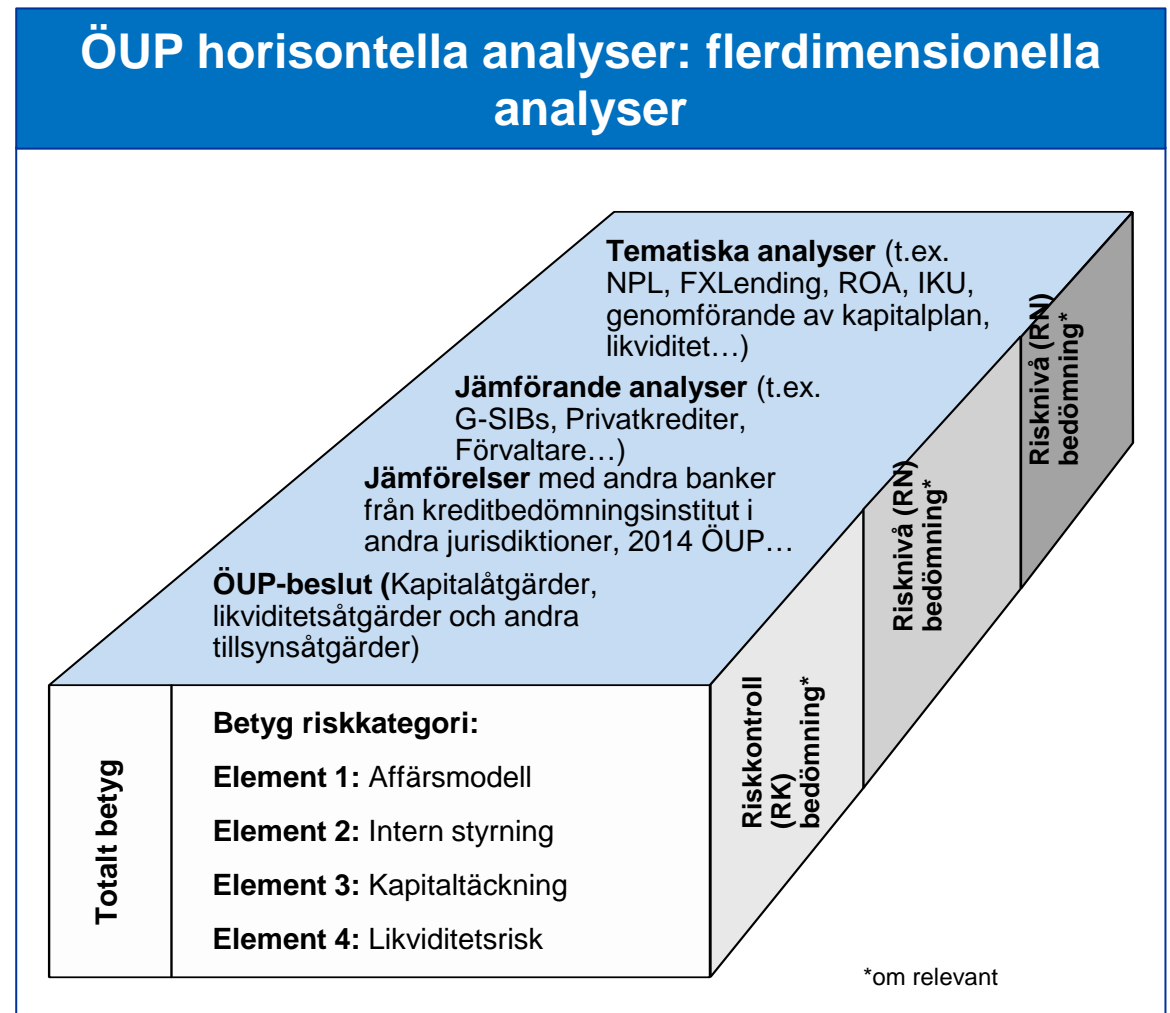 ÖUP horisontella analyser: flerdimensionella
analyser
Tematiska analyser (t.ex.
NPL, FXLending, ROA, IKU,
genomförande av kapitalplan,
likviditet…)
Jämförande analyser (t.ex.
G-SIBs, Privatkrediter,
Förvaltare…)
Jämförelser med andra banker
från kreditbedömningsinstitut i
andra jurisdiktioner, 2014 ÖUP…
ÖUP-beslut (Kapitalåtgärder,
likviditetsåtgärder och andra
tillsynsåtgärder)
Totalt betyg
Betyg riskkategori:
Element 1: Affärsmodell
Element 2: Intern styrning
Element 3: Kapitaltäckning
Element 4: Likviditetsrisk
Riskkontroll
(RK)
bedömning*
Risknivå (RN)
bedömning*
Risknivå (RN)
bedömning*
*om relevant